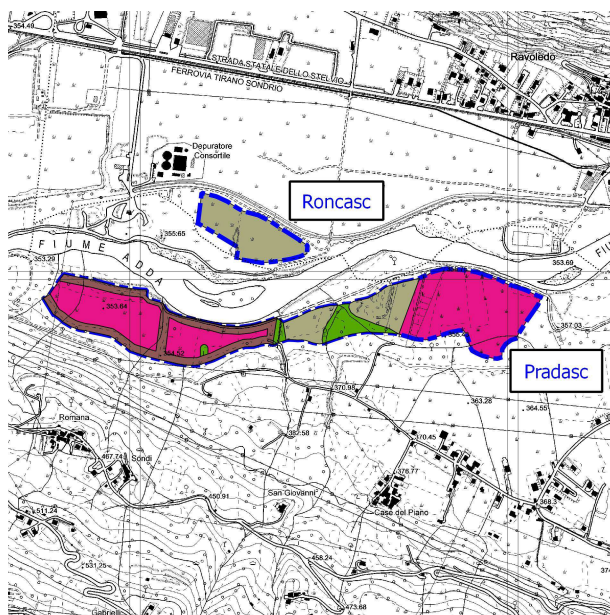 354.49
STRADA STATALE DELLO STELVIO
FERROVIA TIRANO SONDRIO
Ravoledo
Depuratore
Consortile
Roncasc
355.65
FIUME ADDA
353.29
353.69
353.64
357.03
354.52
Pradasc
370.98
363.28
364.55
Romana
387.58
370.45
467.74
Sondi
376.77
San Giovanni
450.91
368.3
Case del Piano
511.24
458.24
531.25
473.68